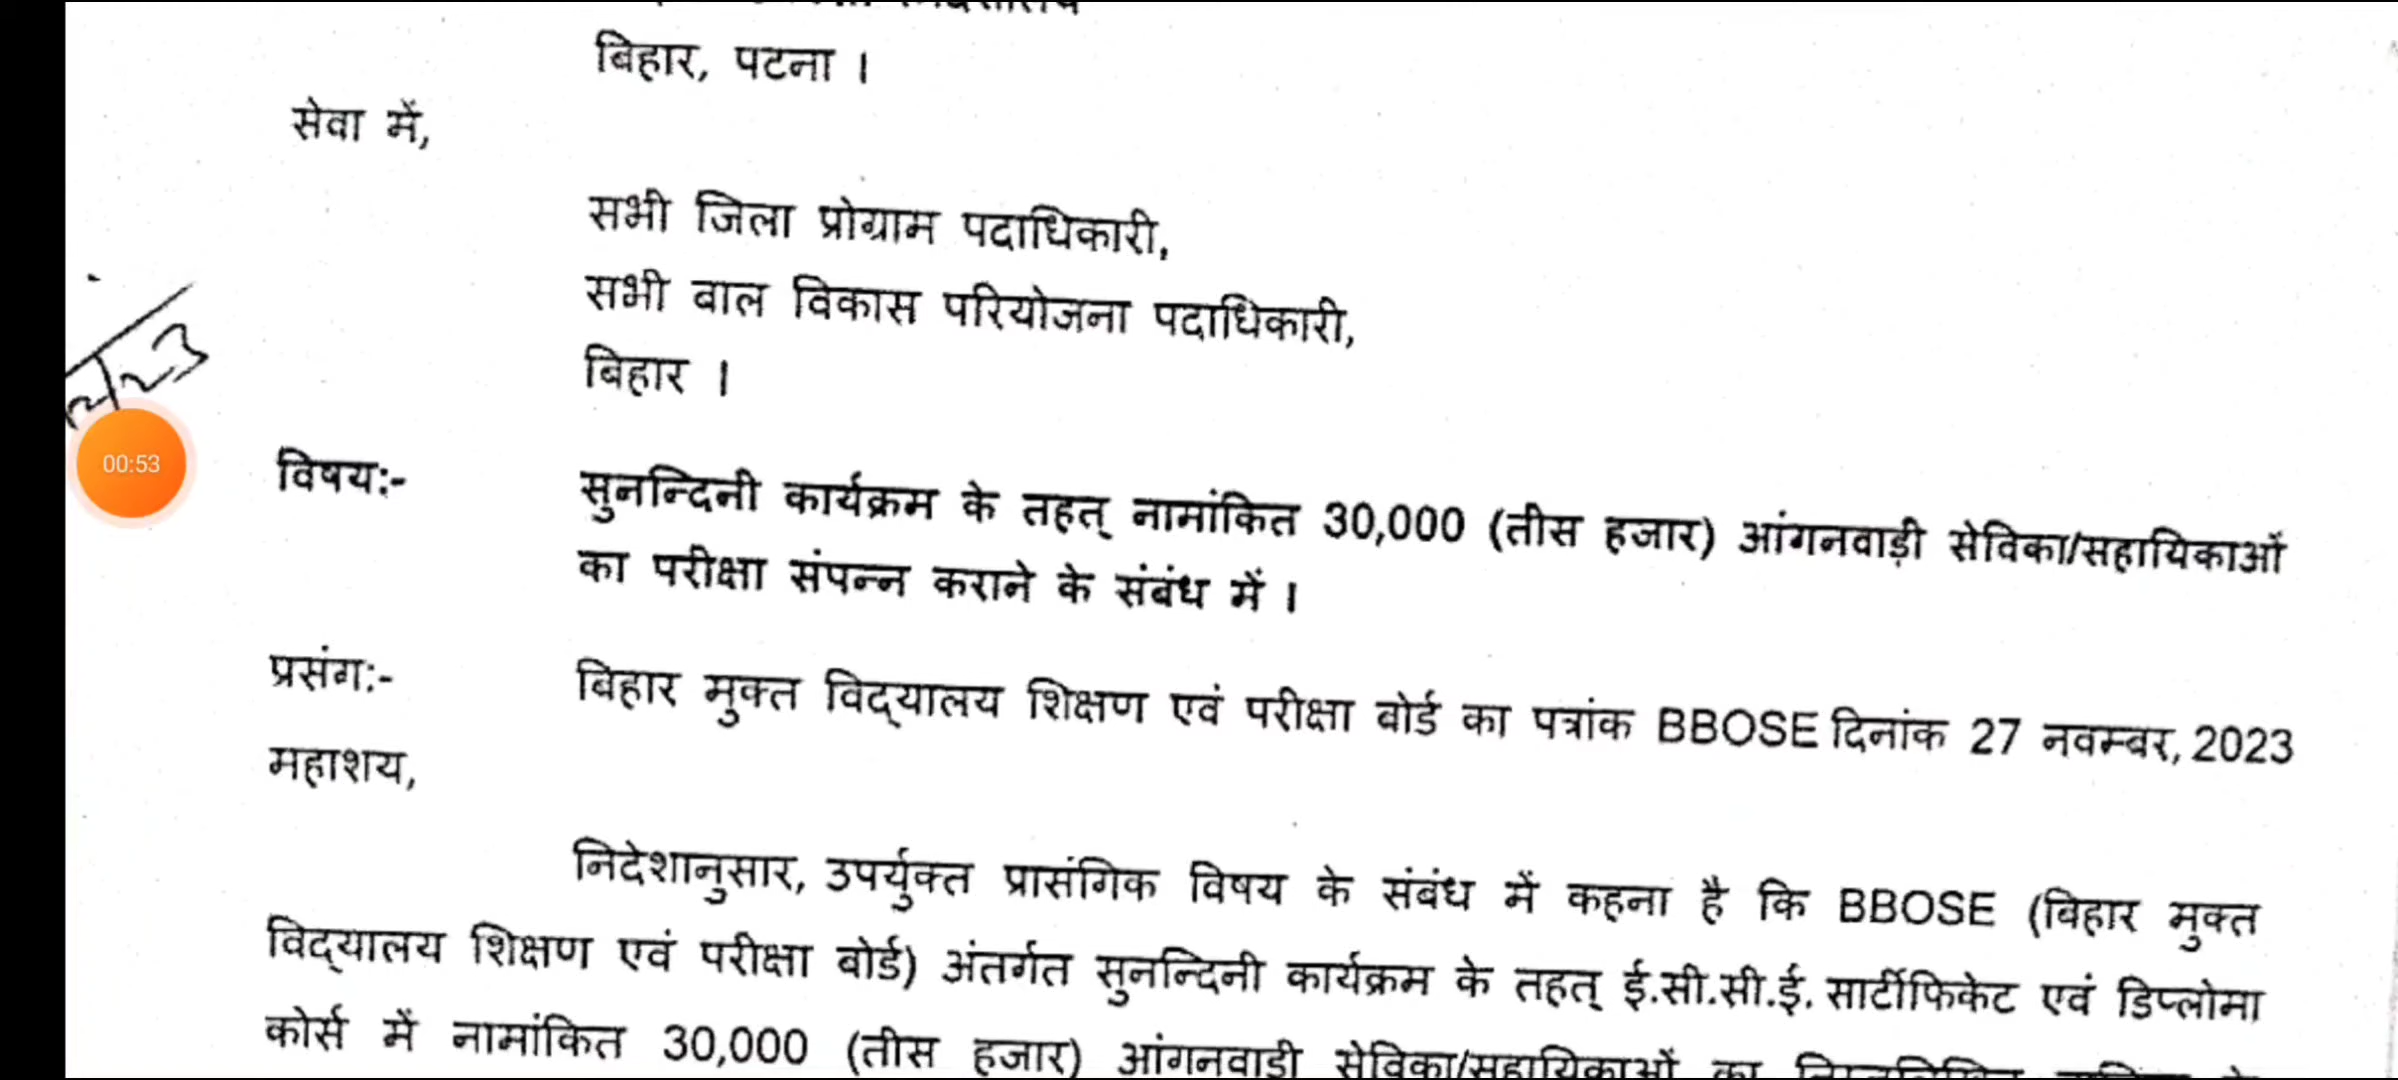 बिहार, पटना ।
सेवा में,
सभी जिला प्रोग्राम पदाधिकारी,
सभी बाल विकास परियोजना पदाधिकारी,
बिहार ।
23
00:53
विषय:- सुनन्दिनी कार्यक्रम के तहत् नामांकित 30,000 (तीस हजार) आंगनवाड़ी सेविका/सहायिकाओं
का परीक्षा संपन्न कराने के संबंध में ।
प्रसंग:- बिहार मुक्त विद्यालय शिक्षण एवं परीक्षा बोर्ड का पत्रांक BBOSE दिनांक 27 नवम्बर, 2023
महाशय,
निदेशानुसार, उपर्युक्त प्रासंगिक विषय के संबंध में कहना है कि BBOSE (बिहार मुक्त
विद्यालय शिक्षण एवं परीक्षा बोर्ड) अंतर्गत सुनन्दिनी कार्यक्रम के तहत् ई.सी.सी.ई. सार्टीफिकेट एवं डिप्लोमा
कोर्स में नामांकित 30,000 (तीस हजार) आंगनवाडी सेविका/सहायिकाओं का